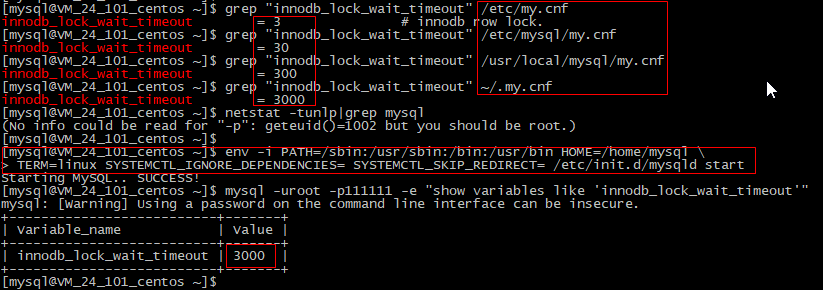 [mysql@VM_24_101_centos ~]$ grep "innodb_lock_wait_timeout" /etc/my.cnf
innodb_lock_wait_timeout        = 3                # innodb row lock.
[mysql@VM_24_101_centos ~]$ grep "innodb_lock_wait_timeout" /etc/mysql/my.cnf
innodb_lock_wait_timeout        = 30
[mysql@VM_24_101_centos ~]$ grep "innodb_lock_wait_timeout" /usr/local/mysql/my.cnf
innodb_lock_wait_timeout        = 300
[mysql@VM_24_101_centos ~]$ grep "innodb_lock_wait_timeout" ~/.my.cnf
innodb_lock_wait_timeout        = 3000
[mysql@VM_24_101_centos ~]$ netstat -tunlp|grep mysql
(No info could be read for "-p": geteuid()=1002 but you should be root.)
[mysql@VM_24_101_centos ~]$
[mysql@VM_24_101_centos ~]$ env -i PATH=/sbin:/usr/sbin:/bin:/usr/bin HOME=/home/mysql \
> TERM=linux SYSTEMCTL_IGNORE_DEPENDENCIES= SYSTEMCTL_SKIP_REDIRECT= /etc/init.d/mysqld start
Starting MySQL.. SUCCESS!
[mysql@VM_24_101_centos ~]$ mysql -uroot -p111111 -e "show variables like 'innodb_lock_wait_timeout'"
mysql: [Warning] Using a password on the command line interface can be insecure.
+--------------------------+-------+
| Variable_name            | Value |
+--------------------------+-------+
| innodb_lock_wait_timeout | 3000  |
+--------------------------+-------+
[mysql@VM_24_101_centos ~]$